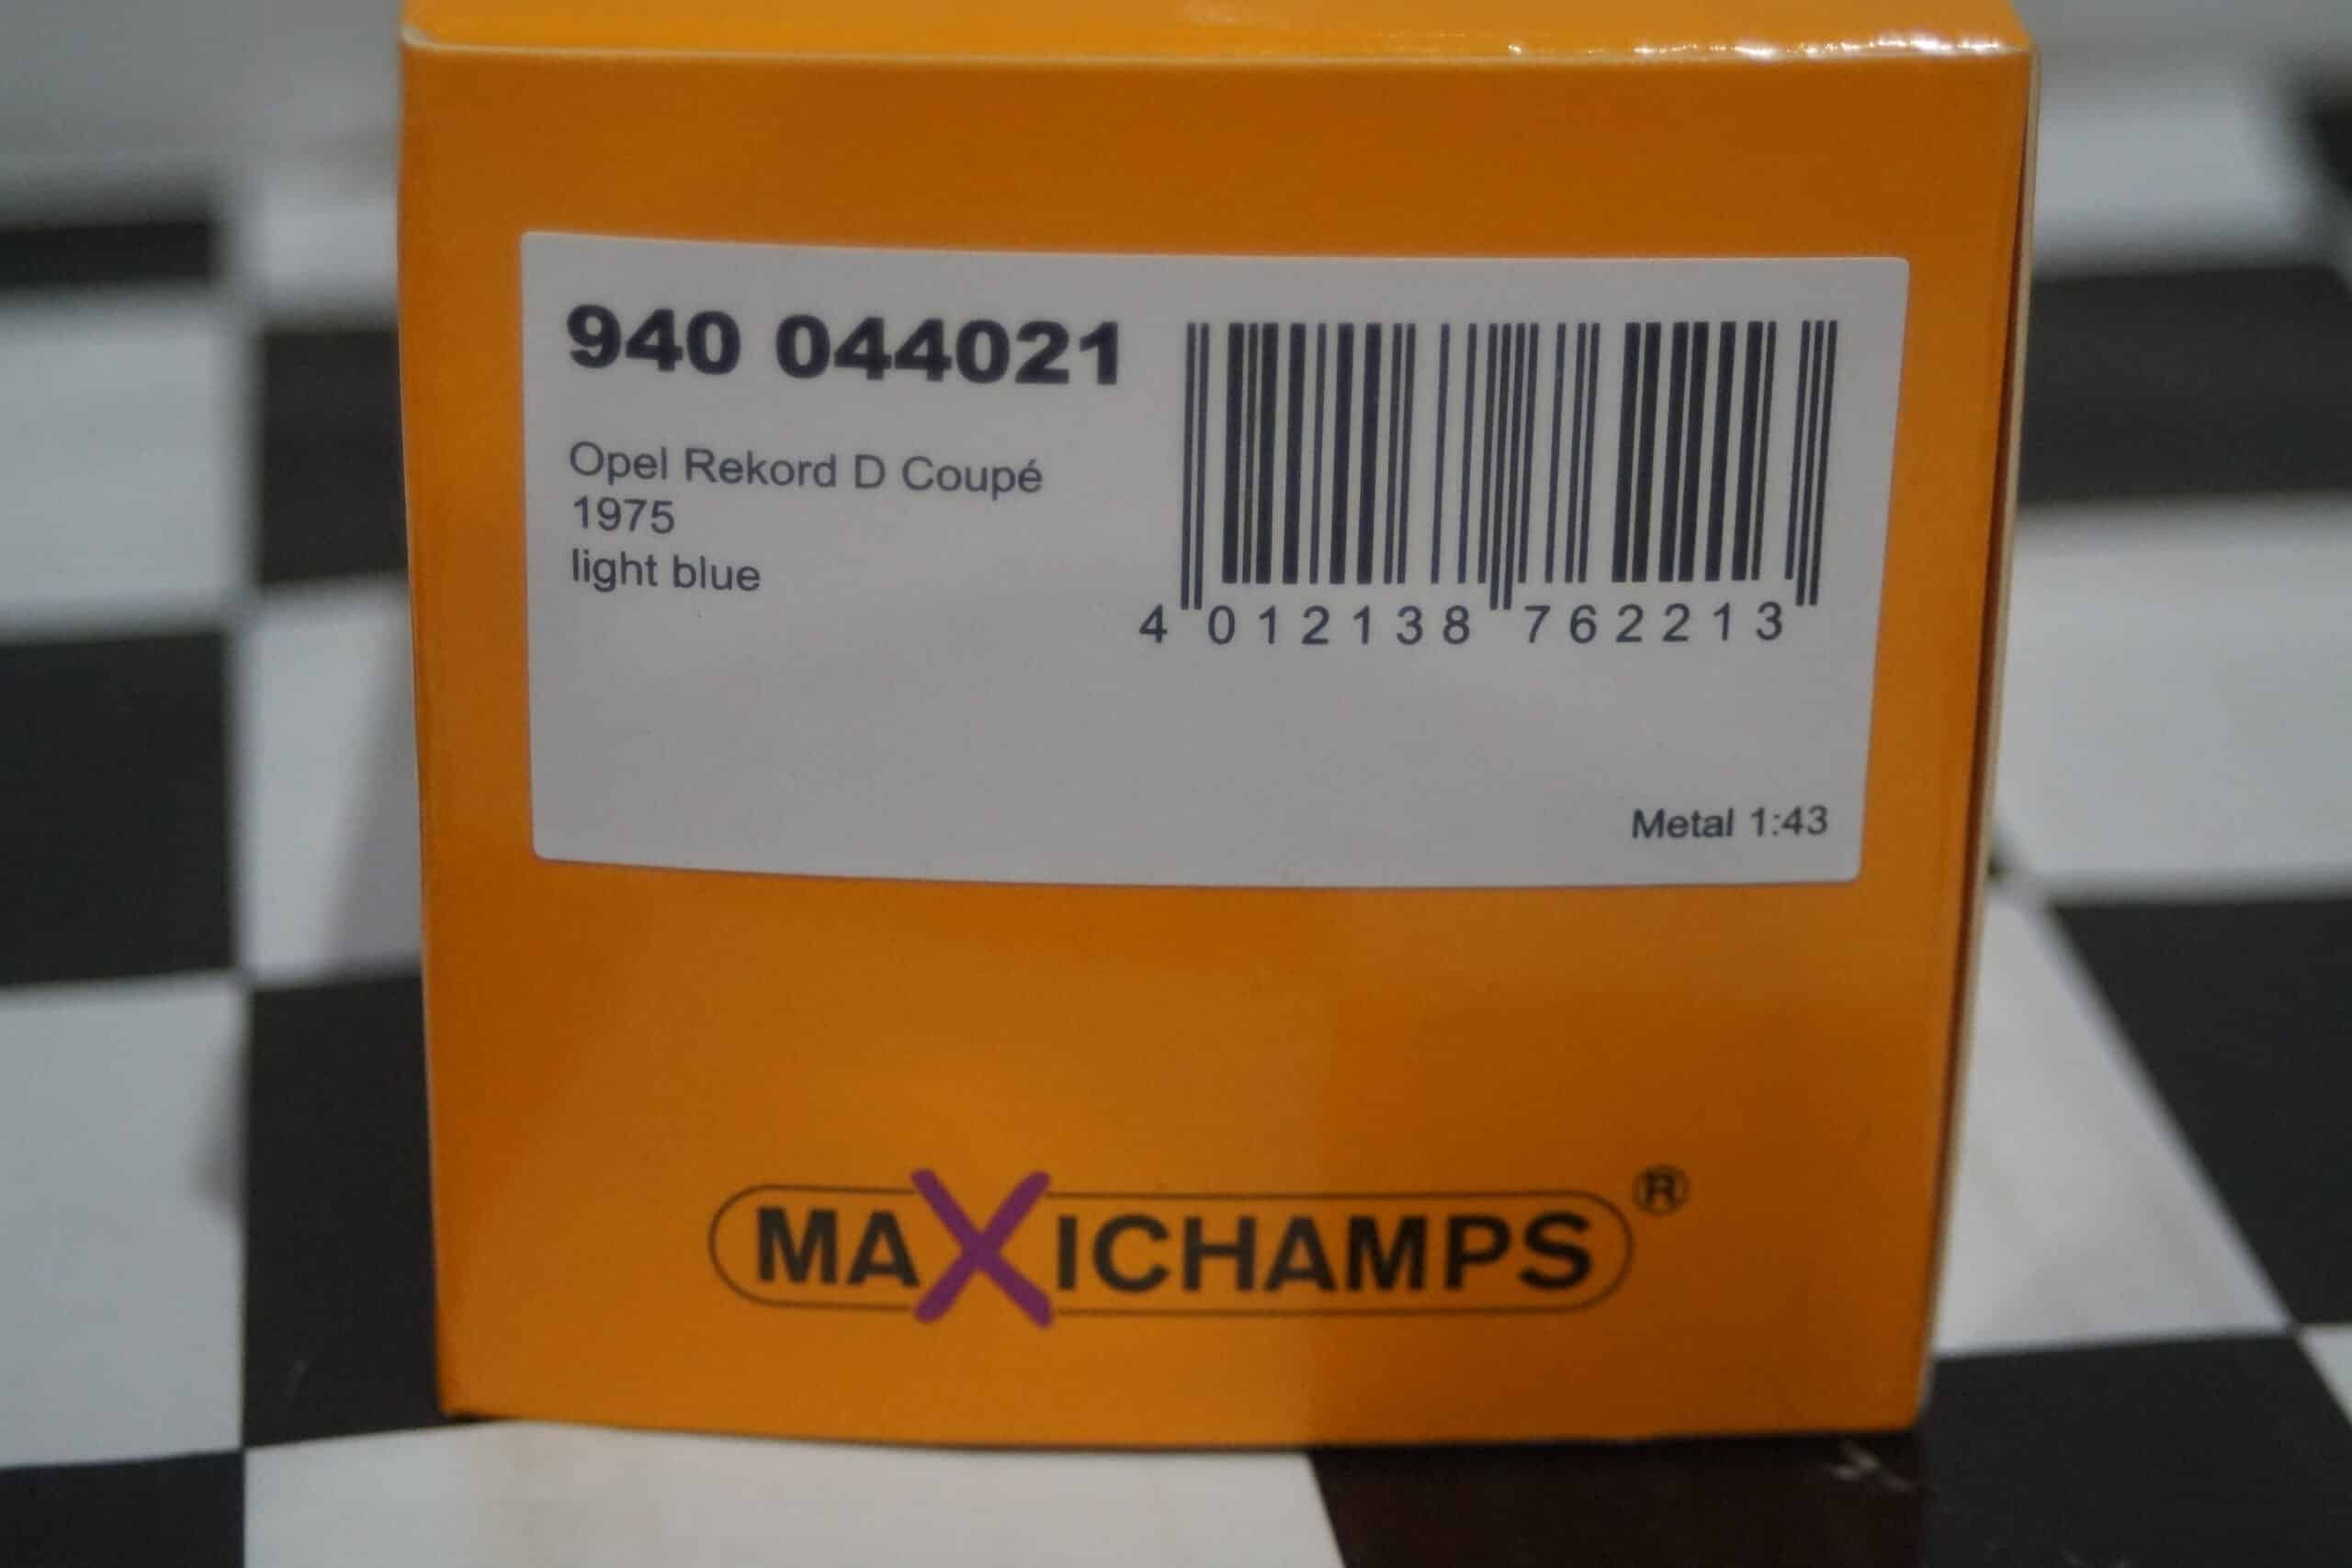 940 044021
Opel Rekord D Coupé
1975
light blue
4 012138 762213
Metal 1:43
MAXICHAMPS®